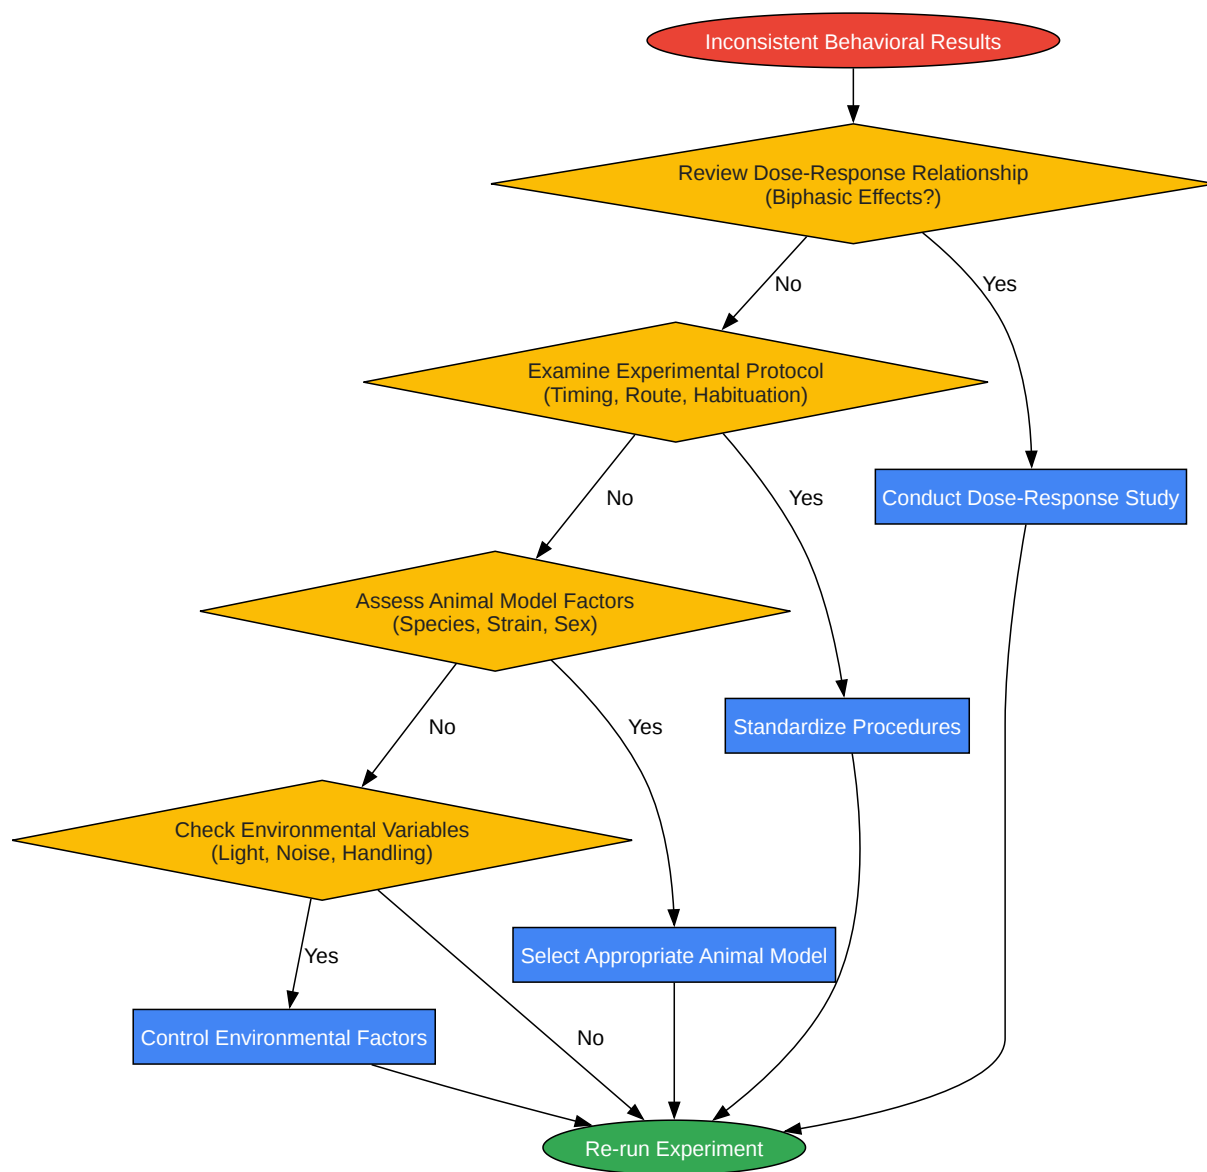 Inconsistent Behavioral Results
Review Dose-Response Relationship
(Biphasic Effects?)
No
Yes
Examine Experimental Protocol
(Timing, Route, Habituation)
No
Yes
Conduct Dose-Response Study
Assess Animal Model Factors
(Species, Strain, Sex)
No
Yes
Standardize Procedures
Check Environmental Variables
(Light, Noise, Handling)
Yes
No
Select Appropriate Animal Model
Control Environmental Factors
Re-run Experiment